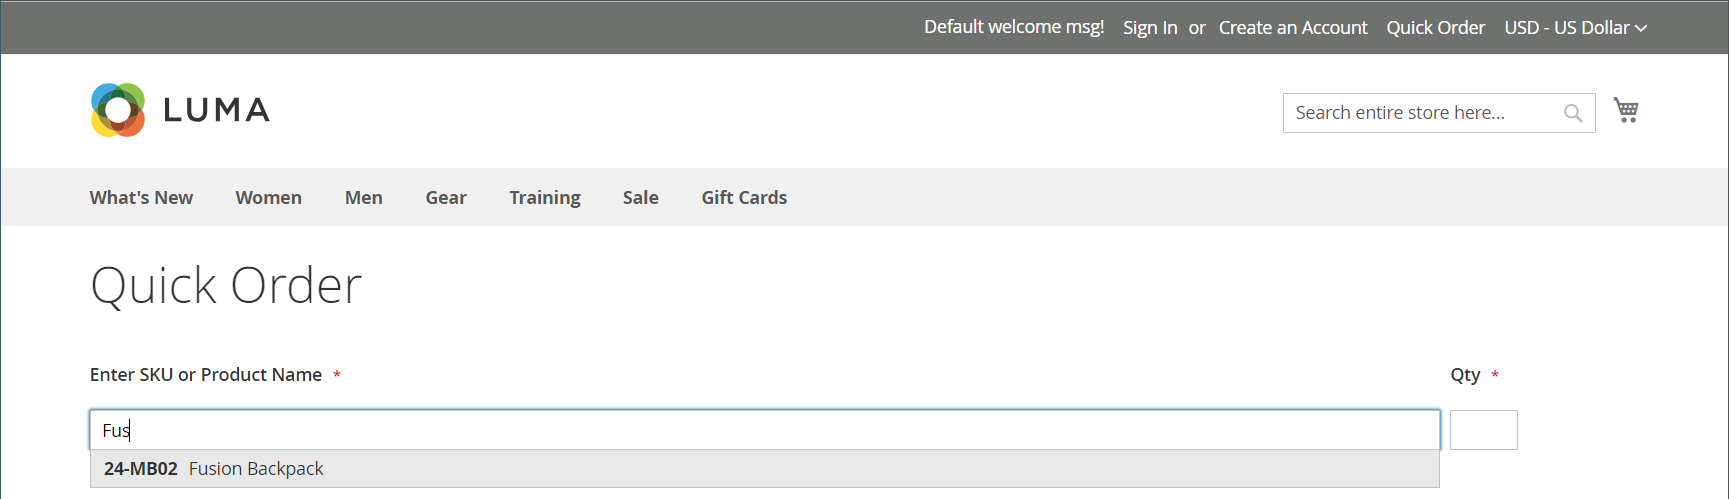 Default welcome msg! Sign In or Create an Account Quick Order USD - US Dollar
LUMA
Search entire store here...
What's New Women Men Gear Training Sale Gift Cards
Quick Order
Enter SKU or Product Name * Qty *
Fus
24-MB02 Fusion Backpack